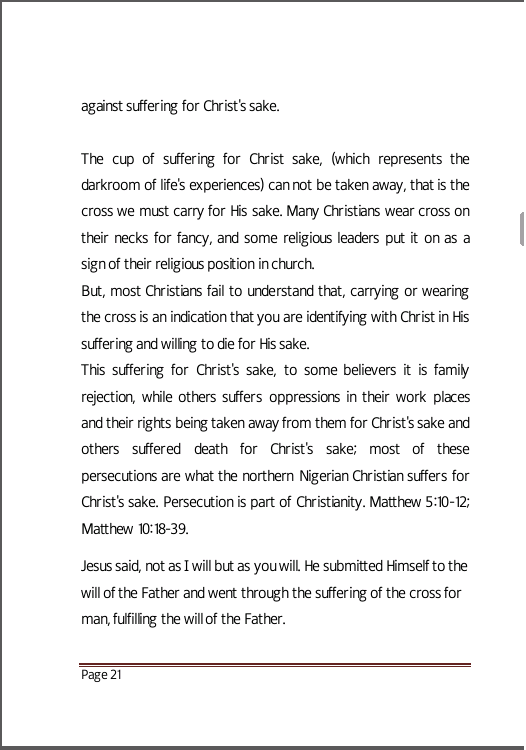 against suffering for Christ's sake.
The cup of suffering for Christ sake, (which represents the
darkroom of life's experiences) can not be taken away, that is the
cross we must carry for His sake. Many Christians wear cross on
their necks for fancy, and some religious leaders put it on as a
sign of their religious position in church.
But, most Christians fail to understand that, carrying or wearing
the cross is an indication that you are identifying with Christ in His
suffering and willing to die for His sake.
This suffering for Christ's sake, to some believers it is family
rejection, while others suffers oppressions in their work places
and their rights being taken away from them for Christ's sake and
others suffered death for Christ's sake; most of these
persecutions are what the northern Nigerian Christian suffers for
Christ's sake. Persecution is part of Christianity. Matthew 5:10-12;
Matthew 10:18-39.
Jesus said, not as I will but as you will. He submitted Himself to the
will of the Father and went through the suffering of the cross for
man, fulfilling the will of the Father.
Page 21